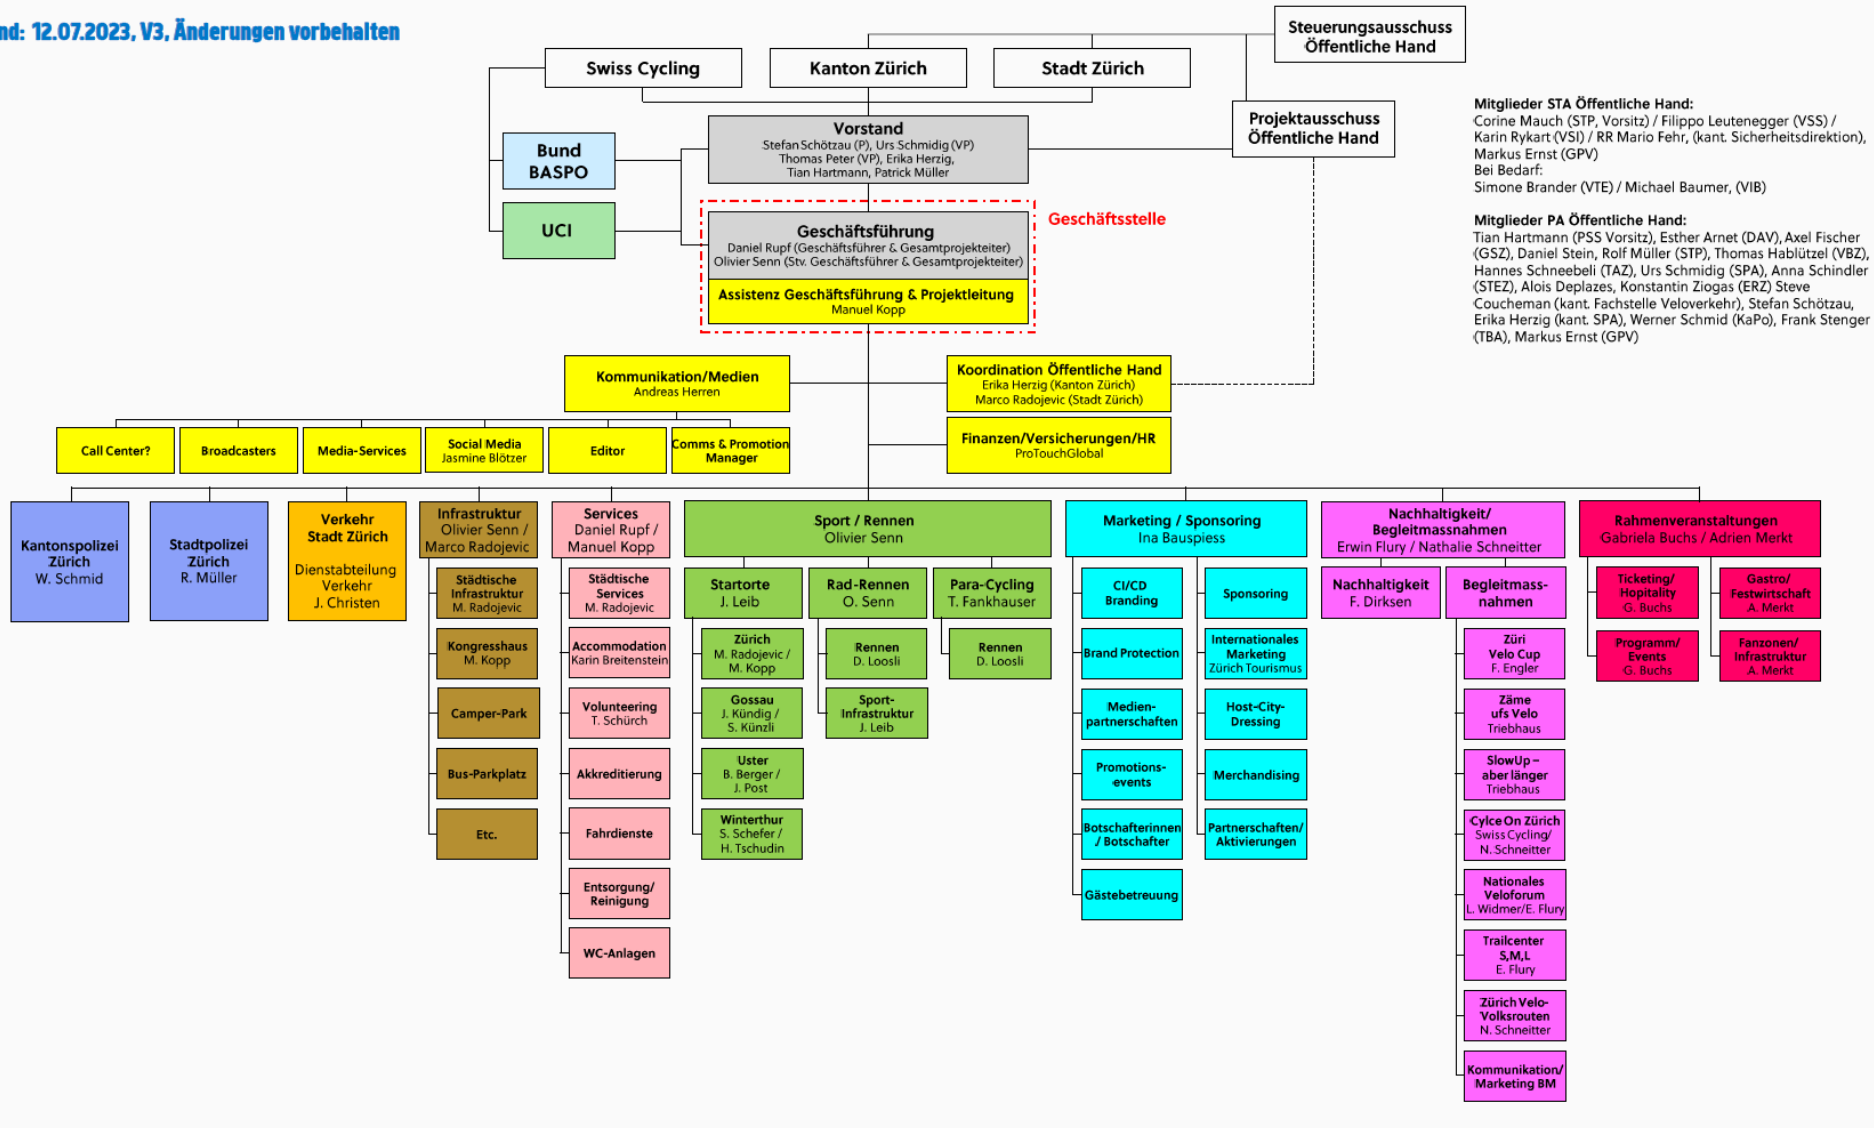 nd: 12.07.2023, V3, Änderungen vorbehalten
Steuerungsausschuss
Öffentliche Hand
Swiss Cycling
Kanton Zürich
Stadt Zürich
Projektausschuss
Öffentliche Hand
Mitglieder STA Öffentliche Hand:
Corine Mauch (STP, Vorsitz) / Filippo Leutenegger (VSS) /
Karin Rykart (VSI) / RR Mario Fehr, (kant. Sicherheitsdirektion),
Markus Ernst (GPV)
Bei Bedarf:
Simone Brander (VTE) / Michael Baumer, (VIB)
Mitglieder PA Öffentliche Hand:
Tian Hartmann (PSS Vorsitz), Esther Arnet (DAV), Axel Fischer
(GSZ), Daniel Stein, Rolf Müller (STP), Thomas Hablützel (VBZ),
Hannes Schneebeli (TAZ), Urs Schmidig (SPA), Anna Schindler
(STEZ), Alois Deplazes, Konstantin Ziogas (ERZ) Steve
Coucheman (kant. Fachstelle Veloverkehr), Stefan Schötzau,
Erika Herzig (kant. SPA), Werner Schmid (KaPo), Frank Stenger
(TBA), Markus Ernst (GPV)
Vorstand
Stefan Schötzau (P), Urs Schmidig (VP)
Thomas Peter (VP), Erika Herzig,
Tian Hartmann, Patrick Müller
Bund
BASPO
UCI
Geschäftsstelle
Geschäftsführung
Daniel Rupf (Geschäftsführer & Gesamtprojekteiter)
Olivier Senn (Stv. Geschäftsführer & Gesamtprojekteiter)
Assistenz Geschäftsführung & Projektleitung
Manuel Kopp
Kommunikation/Medien
Andreas Herren
Koordination Öffentliche Hand
Erika Herzig (Kanton Zürich)
Marco Radojevic (Stadt Zürich)
Finanzen/Versicherungen/HR
ProTouchGlobal
Call Center?
Broadcasters
Media-Services
Social Media
Jasmine Blötzer
Editor
Comms & Promotion
Manager
Kantonspolizei
Zürich
W. Schmid
Stadtpolizei
Zürich
R. Müller
Verkehr
Stadt Zürich
Dienstabteilung
Verkehr
J. Christen
Infrastruktur
Olivier Senn /
Marco Radojevic
Städtische
Infrastruktur
M. Radojevic
Kongresshaus
M. Kopp
Camper-Park
Bus-Parkplatz
Etc.
Services
Daniel Rupf /
Manuel Kopp
Städtische
Services
M. Radojevic
Accommodation
Karin Breitenstein
Volunteering
T. Schürch
Akkreditierung
Fahrdienste
Entsorgung/
Reinigung
WC-Anlagen
Sport / Rennen
Olivier Senn
Startorte
J. Leib
Zürich
M. Radojevic /
M. Kopp
Gossau
J. Kündig /
S. Künzli
Uster
B. Berger /
J. Post
Winterthur
S. Schefer /
H. Tschudin
Rad-Rennen
O. Senn
Rennen
D. Loosli
Sport-
Infrastruktur
J. Leib
Para-Cycling
T. Fankhauser
Rennen
D. Loosli
Marketing / Sponsoring
Ina Bauspiess
CI/CD
Branding
Brand Protection
Medien-
partnerschaften
Promotions-
events
Botschafterinnen
/ Botschafter
Gästebetreuung
Sponsoring
Internationales
Marketing
Zürich Tourismus
Host-City-
Dressing
Merchandising
Partnerschaften/
Aktivierungen
Nachhaltigkeit/
Begleitmassnahmen
Erwin Flury / Nathalie Schneitter
Nachhaltigkeit
F. Dirksen
Begleitmass-
nahmen
Züri
Velo Cup
F. Engler
Zäme
ufs Velo
Triebhaus
SlowUp –
aber länger
Triebhaus
Cylce On Zürich
Swiss Cycling/
N. Schneitter
Nationales
Veloforum
L. Widmer/E. Flury
Trailcenter
S,M,L
E. Flury
Zürich Velo-
Volksrouten
N. Schneitter
Kommunikation/
Marketing BM
Rahmenveranstaltungen
Gabriela Buchs / Adrien Merkt
Ticketing/
Hopitality
G. Buchs
Programm/
Events
G. Buchs
Gastro/
Festwirtschaft
A. Merkt
Fanzonen/
Infrastruktur
A. Merkt